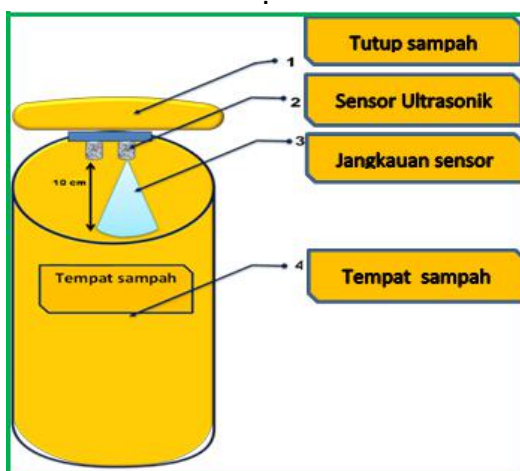 1
Tutup sampah
2
Sensor Ultrasonik
3
Jangkauan sensor
10 cm
4
Tempat sampah
Tempat sampah